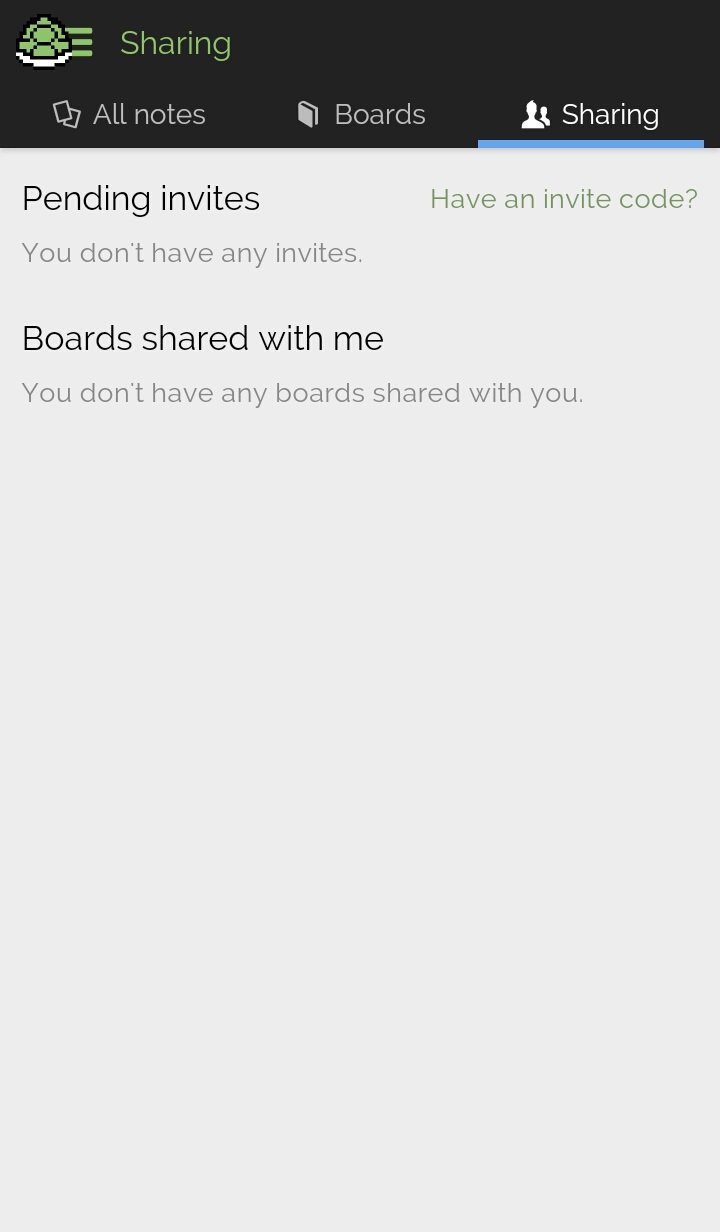 Sharing
All notes
Boards
Sharing
Pending invites
Have an invite code?
You don't have any invites.
Boards shared with me
You don't have any boards shared with you.